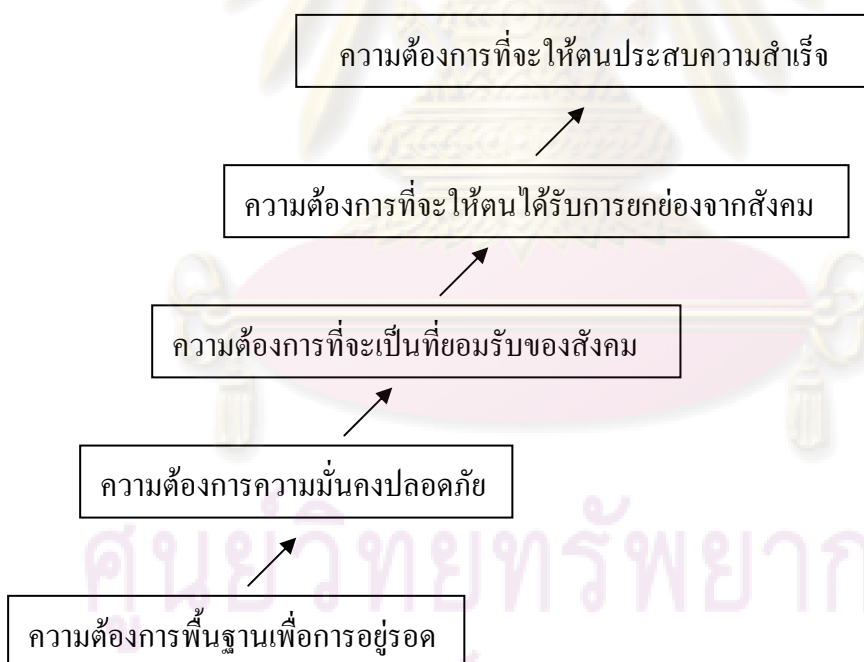 ความต้องการที่จะให้ตนประสบความสำเร็จ
ความต้องการที่จะให้ตนได้รับการยกย่องจากสังคม
ความต้องการที่จะเป็นที่ยอมรับของสังคม
ความต้องการความมั่นคงปลอดภัย
ศูนย์วิทยทรัพยาก
ความต้องการพื้นฐานเพื่อการอยู่รอด